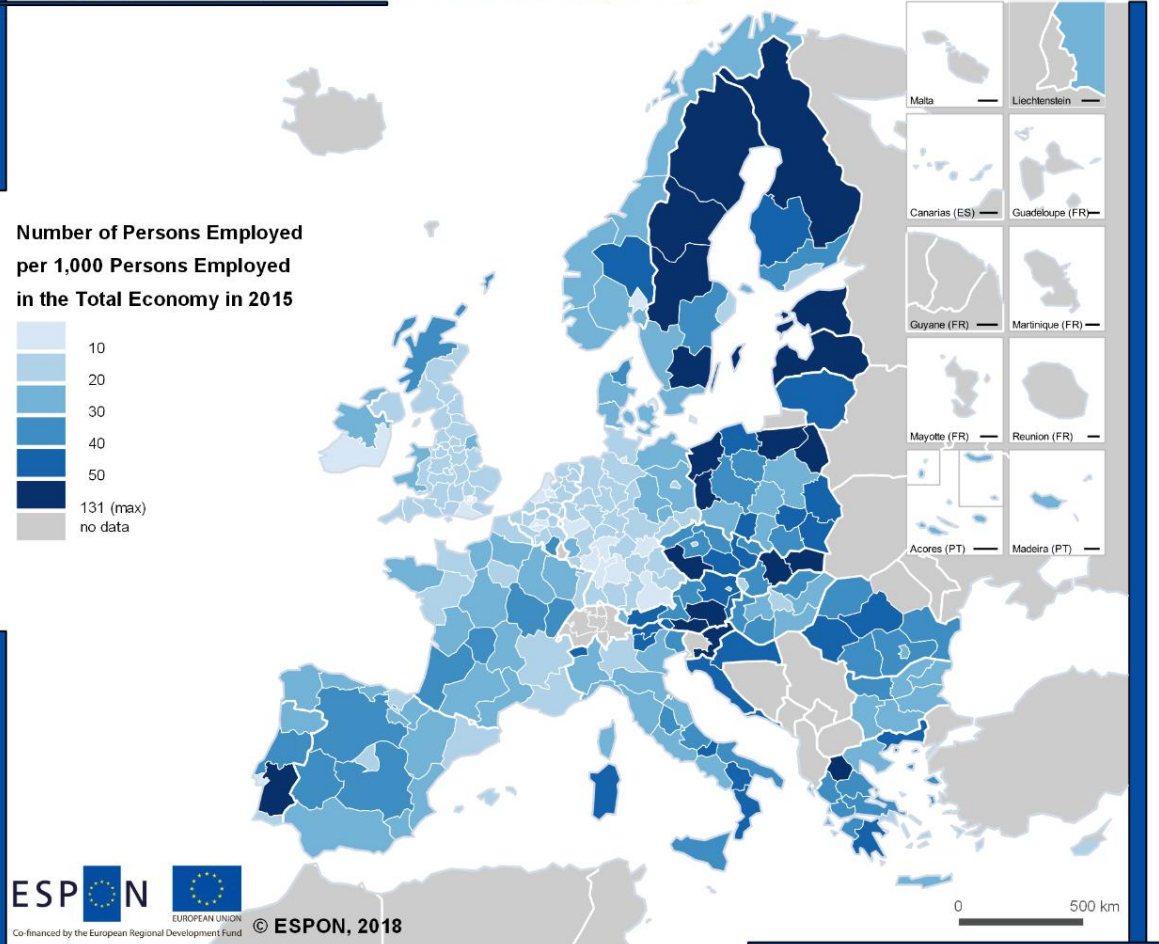 Number of Persons Employed
per 1,000 Persons Employed
in the Total Economy in 2015
10
20
30
40
50
131 (max)
no data
Malta
Liechtenstein
Canarias (ES)
Guadeloupe (FR)
Guyane (FR)
Martinique (FR)
Mayotte (FR)
Reunion (FR)
Acores (PT)
Madeira (PT)
0 500 km
ESPON
EUROPEAN UNION
Co-financed by the European Regional Development Fund
© ESPON, 2018